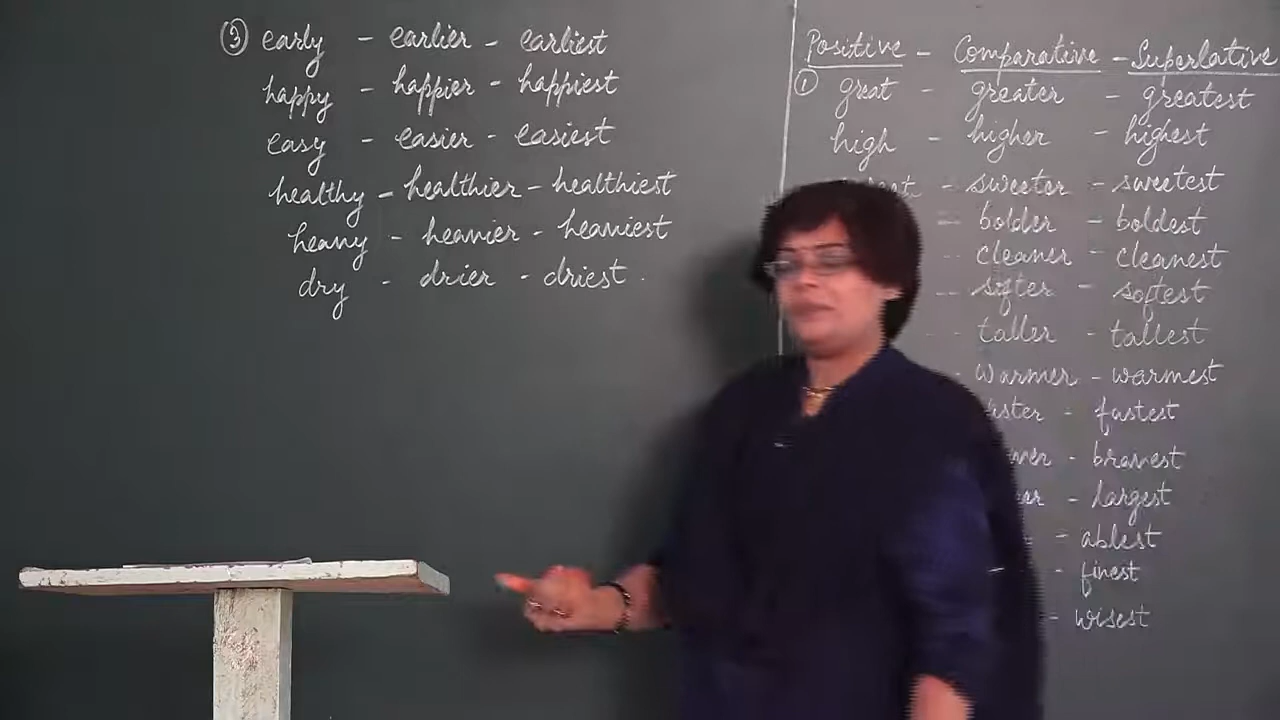 ③ early - earlier - earliest
happy - happier - happiest
easy - easier - easiest
healthy - healthier - healthiest
heavy - heavier - heaviest
dry - drier - driest
Positive - Comparative - Superlative
① great - greater - greatest
high - higher - highest
- sweeter - sweetest
- bolder - boldest
- cleaner - cleanest
- softer - softest
- taller - tallest
- warmer - warmest
- fastest
- bravest
- largest
- ablest
- finest
- wisest